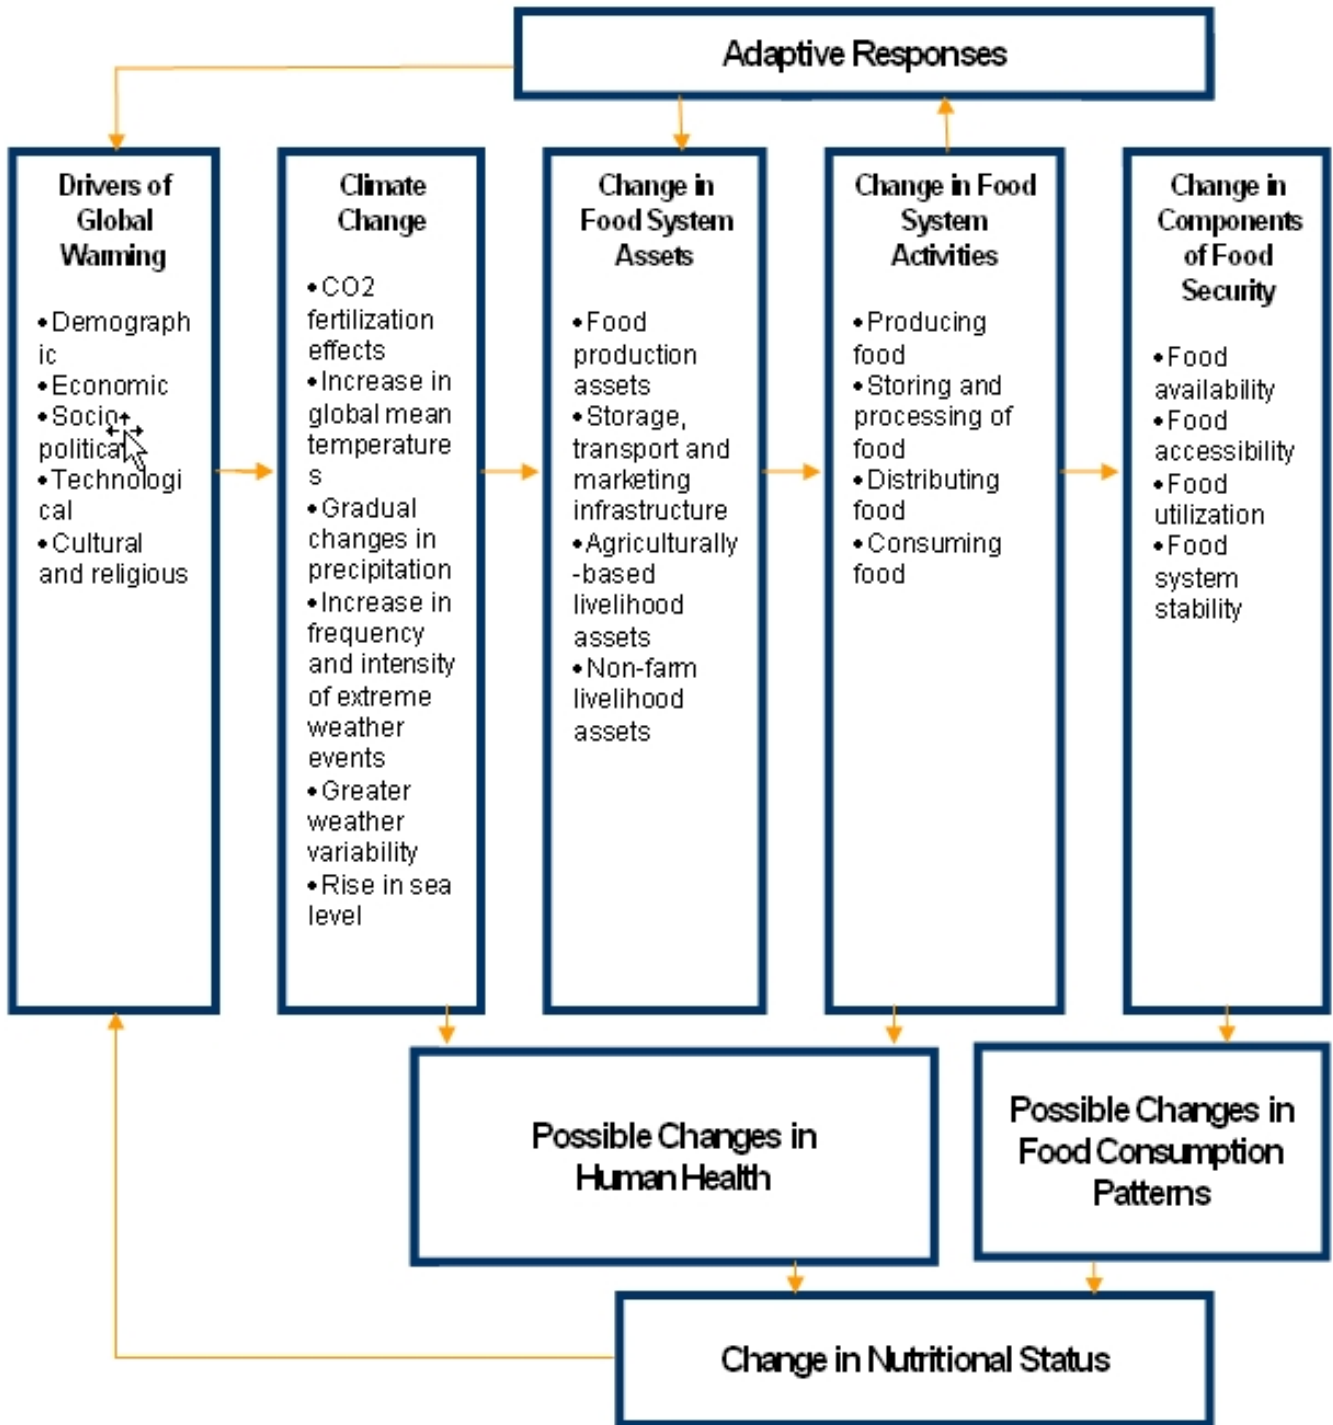 Adaptive Responses
Drivers of
Global
Warming
•Demograph
ic
•Economic
•Socio-
political
•Technologi
cal
•Cultural
and religious
Climate
Change
•CO2
fertilization
effects
•Increase in
global mean
temperature
s
•Gradual
changes in
precipitation
•Increase in
frequency
and intensity
of extreme
weather
events
•Greater
weather
variability
•Rise in sea
level
Change in
Food System
Assets
•Food
production
assets
•Storage,
transport and
marketing
infrastructure
•Agriculturally
-based
livelihood
assets
•Non-farm
livelihood
assets
Change in Food
System
Activities
•Producing
food
•Storing and
processing of
food
•Distributing
food
•Consuming
food
Change in
Components
of Food
Security
•Food
availability
•Food
accessibility
•Food
utilization
•Food
system
stability
Possible Changes in
Human Health
Possible Changes in
Food Consumption
Patterns
Change in Nutritional Status